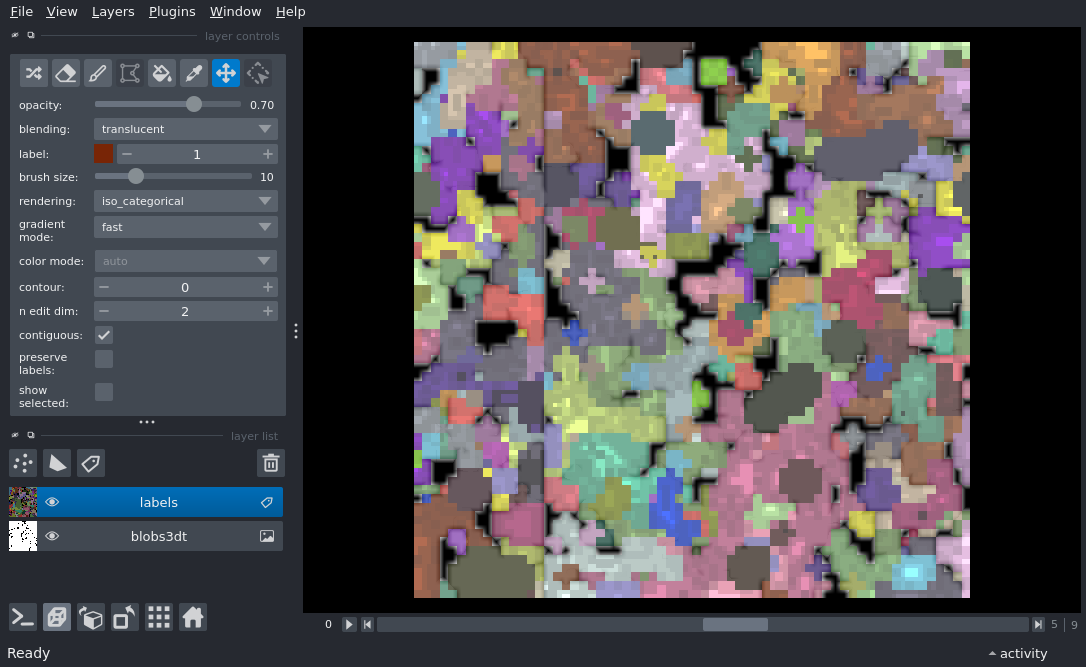 File View Layers Plugins Window Help
layer controls
opacity: 0.70
blending: translucent
label: 1
brush size: 10
rendering: iso_categorical
gradient
mode: fast
color mode: auto
contour: 0
n edit dim: 2
contiguous:
preserve
labels:
show
selected:
layer list
labels
blobs3dt
0 5 | 9
Ready activity